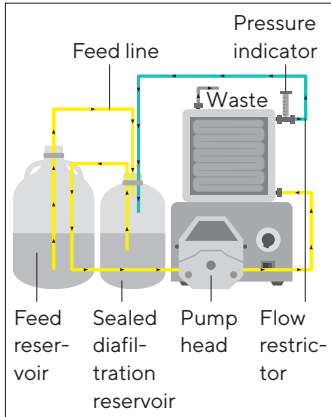 Pressure
indicator
Feed line
Waste
Feed
reser-
voir
Sealed
diafil-
tration
reservoir
Pump
head
Flow
restric-
tor